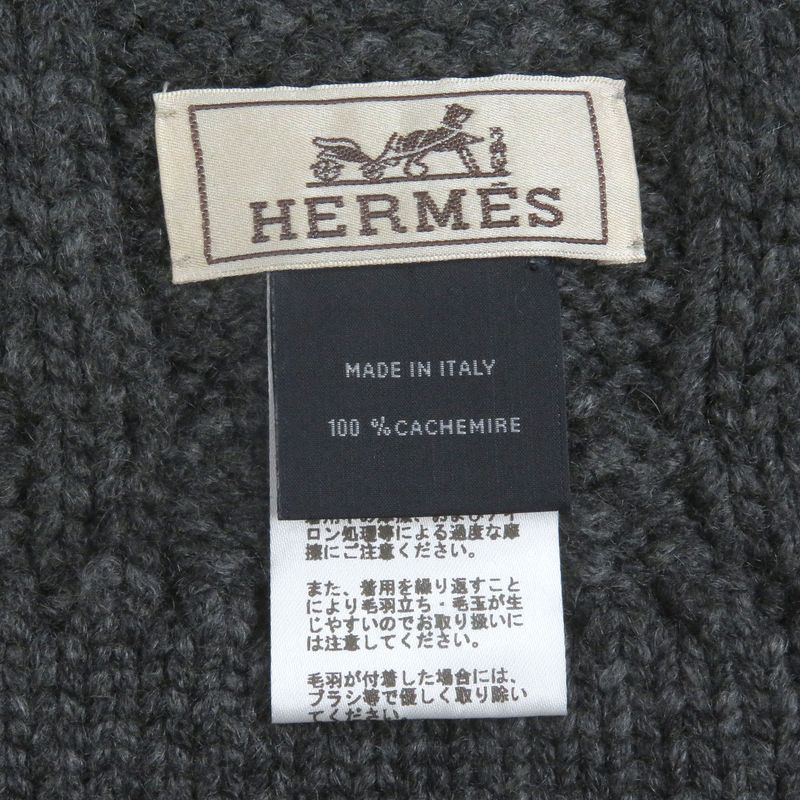 HERMĒS
MADE IN ITALY
100 %CACHEMIRE
ロン処理等による過度な摩
擦にご注意ください。
また、着用を繰り返すこと
により毛羽立ち・毛玉が生
じやすいのでお取り扱いに
は注意してください。
毛羽が付着した場合には、
ブラシ等で優しく取り除い
てください。